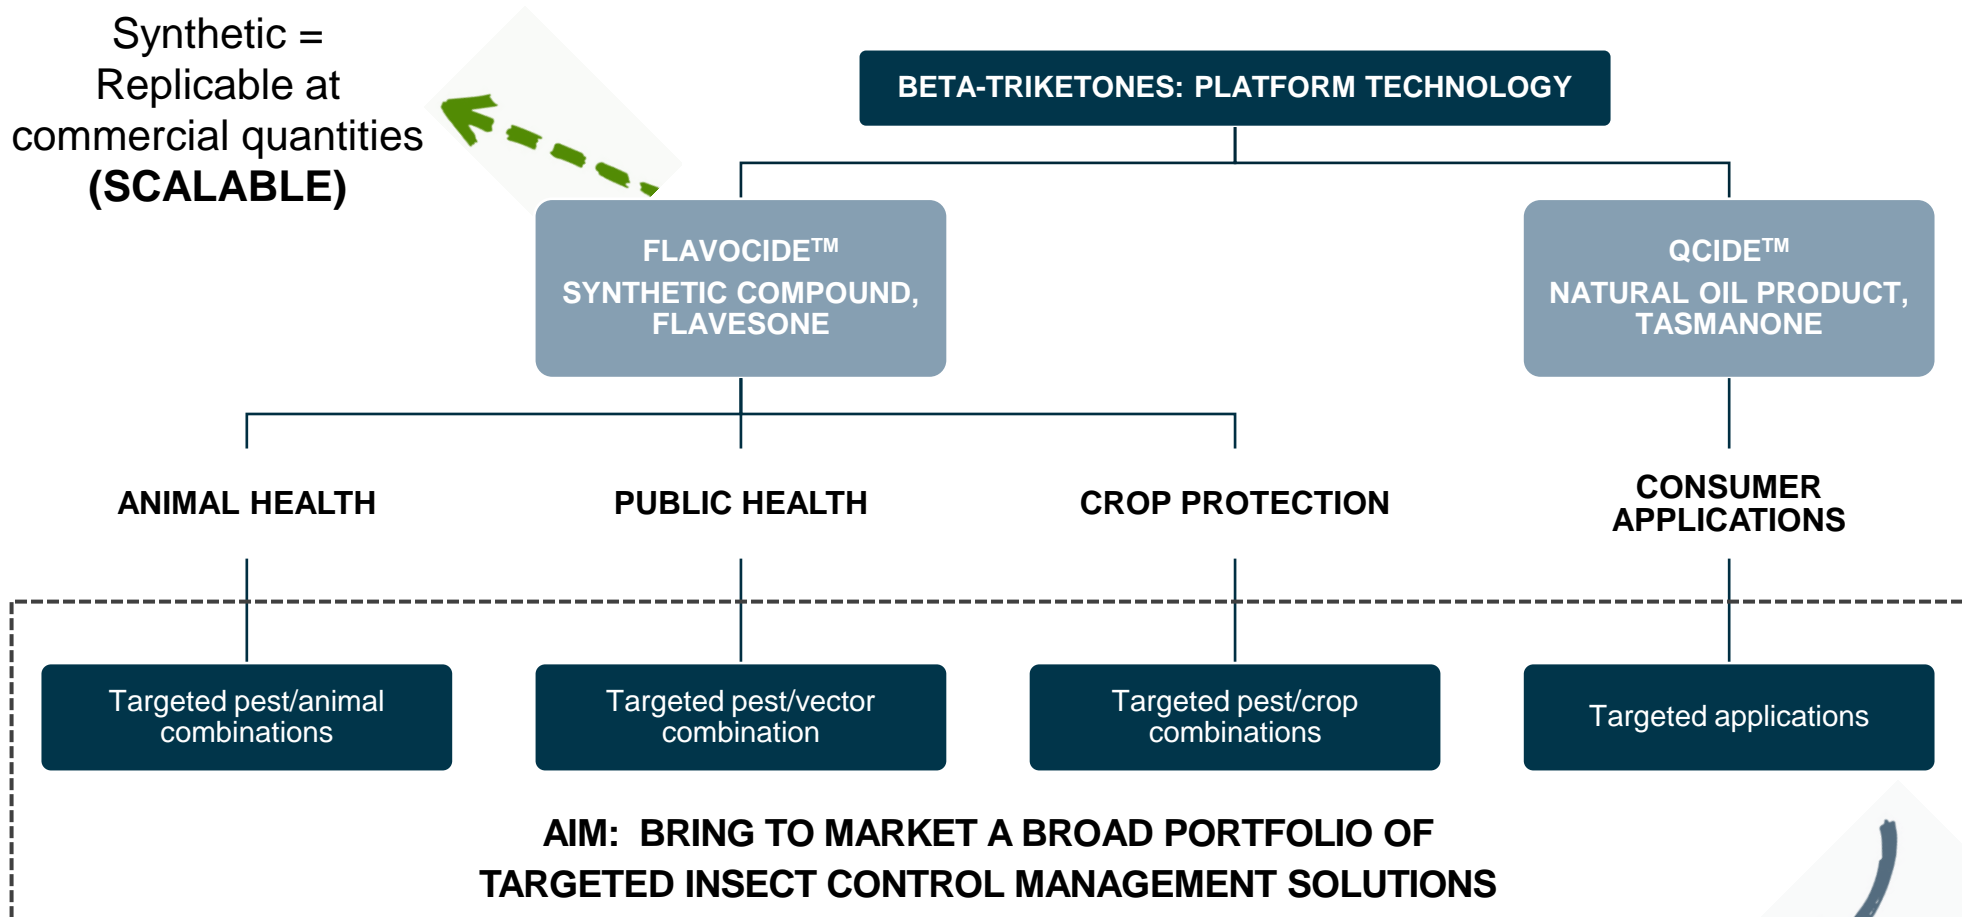 Synthetic =
Replicable at
commercial quantities
(SCALABLE)
BETA-TRIKETONES: PLATFORM TECHNOLOGY
FLAVOCIDE™
SYNTHETIC COMPOUND,
FLAVESONE
QCIDE™
NATURAL OIL PRODUCT,
TASMANONE
ANIMAL HEALTH
PUBLIC HEALTH
CROP PROTECTION
CONSUMER
APPLICATIONS
Targeted pest/animal
combinations
Targeted pest/vector
combination
Targeted pest/crop
combinations
Targeted applications
AIM: BRING TO MARKET A BROAD PORTFOLIO OF
TARGETED INSECT CONTROL MANAGEMENT SOLUTIONS